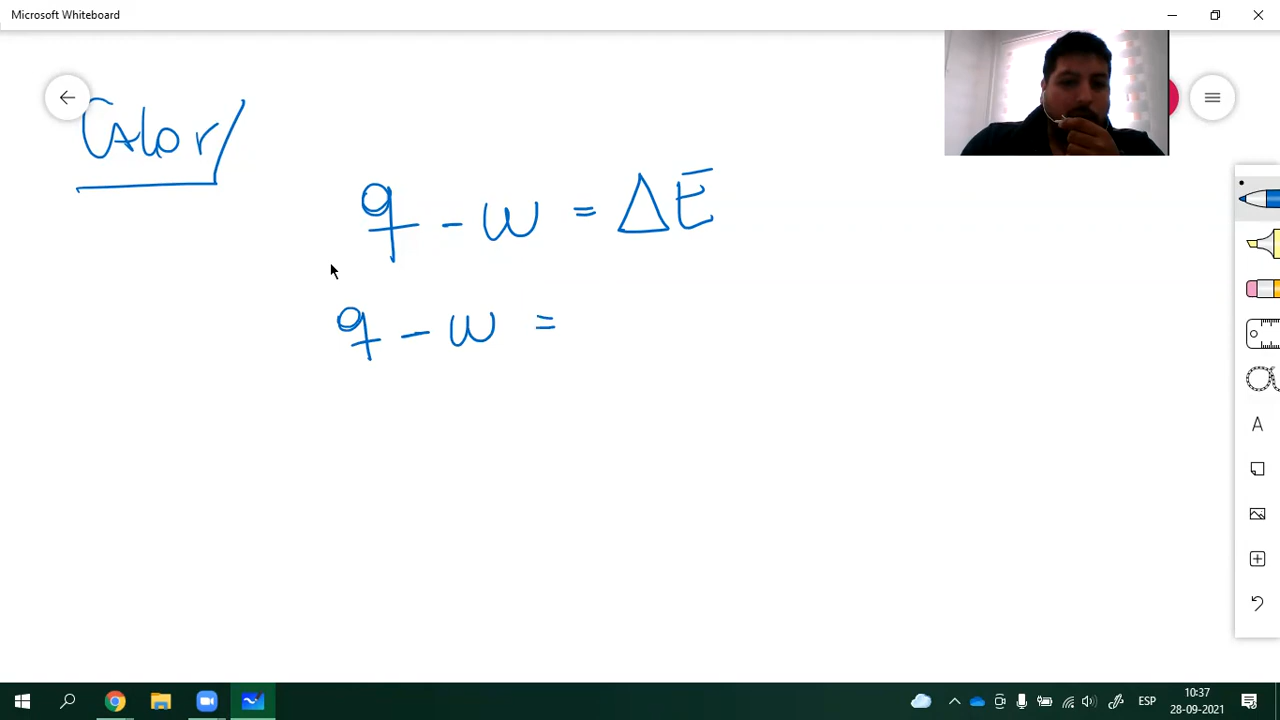 Microsoft Whiteboard
Calor/
q - w = ΔE
q - w =
A
ESP
10:37
28-09-2021